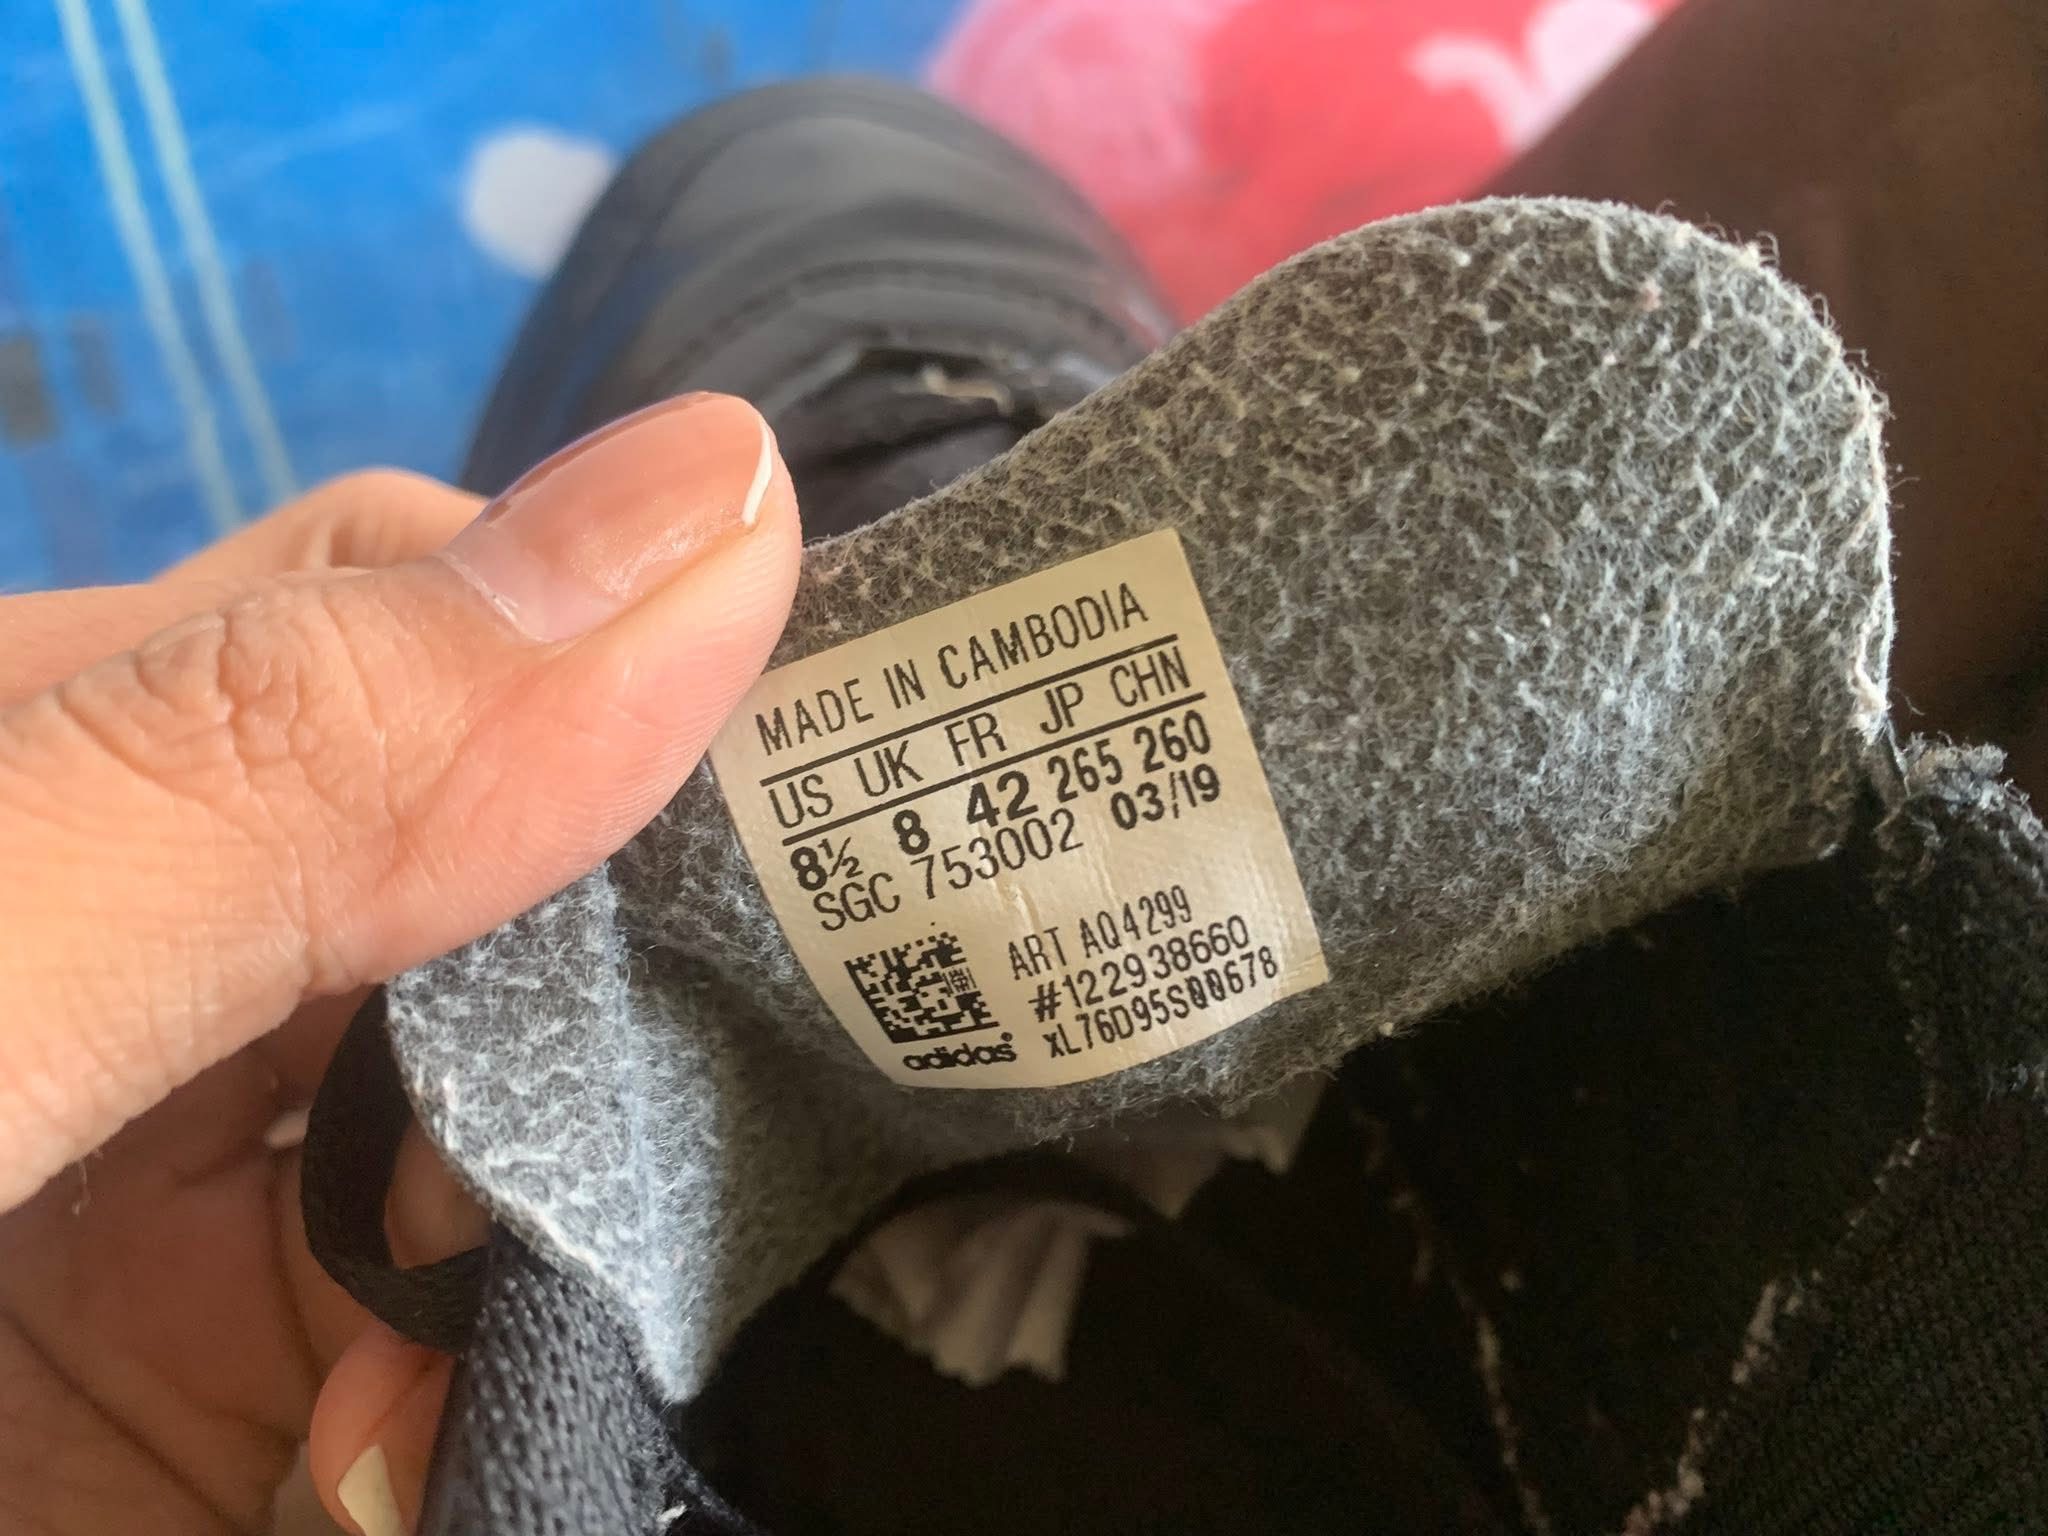 MADE IN CAMBODIA
US UK FR JP CHN
8½ 8 42 265 260
SGC 753002 03/19
ART AQ4299
#122938660
xL76D95SQQ678
adidas